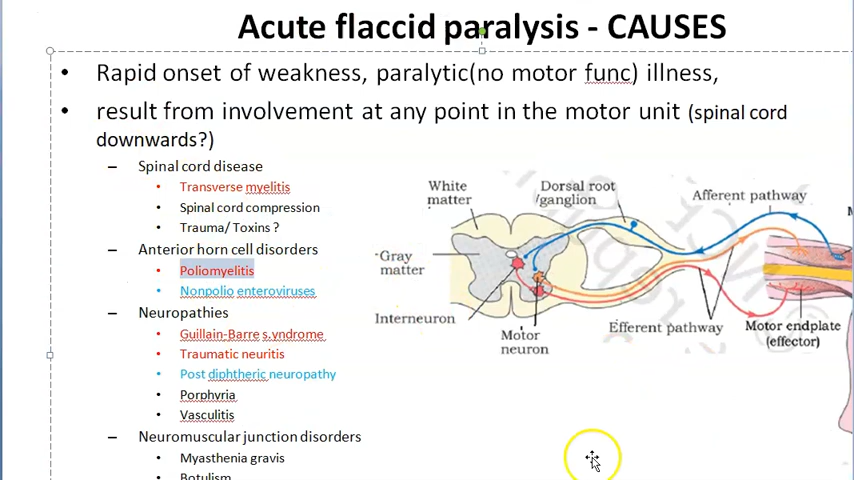 Acute flaccid paralysis - CAUSES
• Rapid onset of weakness, paralytic(no motor func) illness,
• result from involvement at any point in the motor unit (spinal cord
downwards?)
– Spinal cord disease
• Transverse myelitis
• Spinal cord compression
• Trauma/ Toxins ?
– Anterior horn cell disorders
• Poliomyelitis
• Nonpolio enteroviruses
– Neuropathies
• Guillain-Barre s.yndrome
• Traumatic neuritis
• Post diphtheric neuropathy
• Porphyria
• Vasculitis
– Neuromuscular junction disorders
• Myasthenia gravis
• Botulism
White
matter
Dorsal root
ganglion
Afferent pathway
Gray
matter
Interneuron
Motor
neuron
Efferent pathway
Motor endplate
(effector)